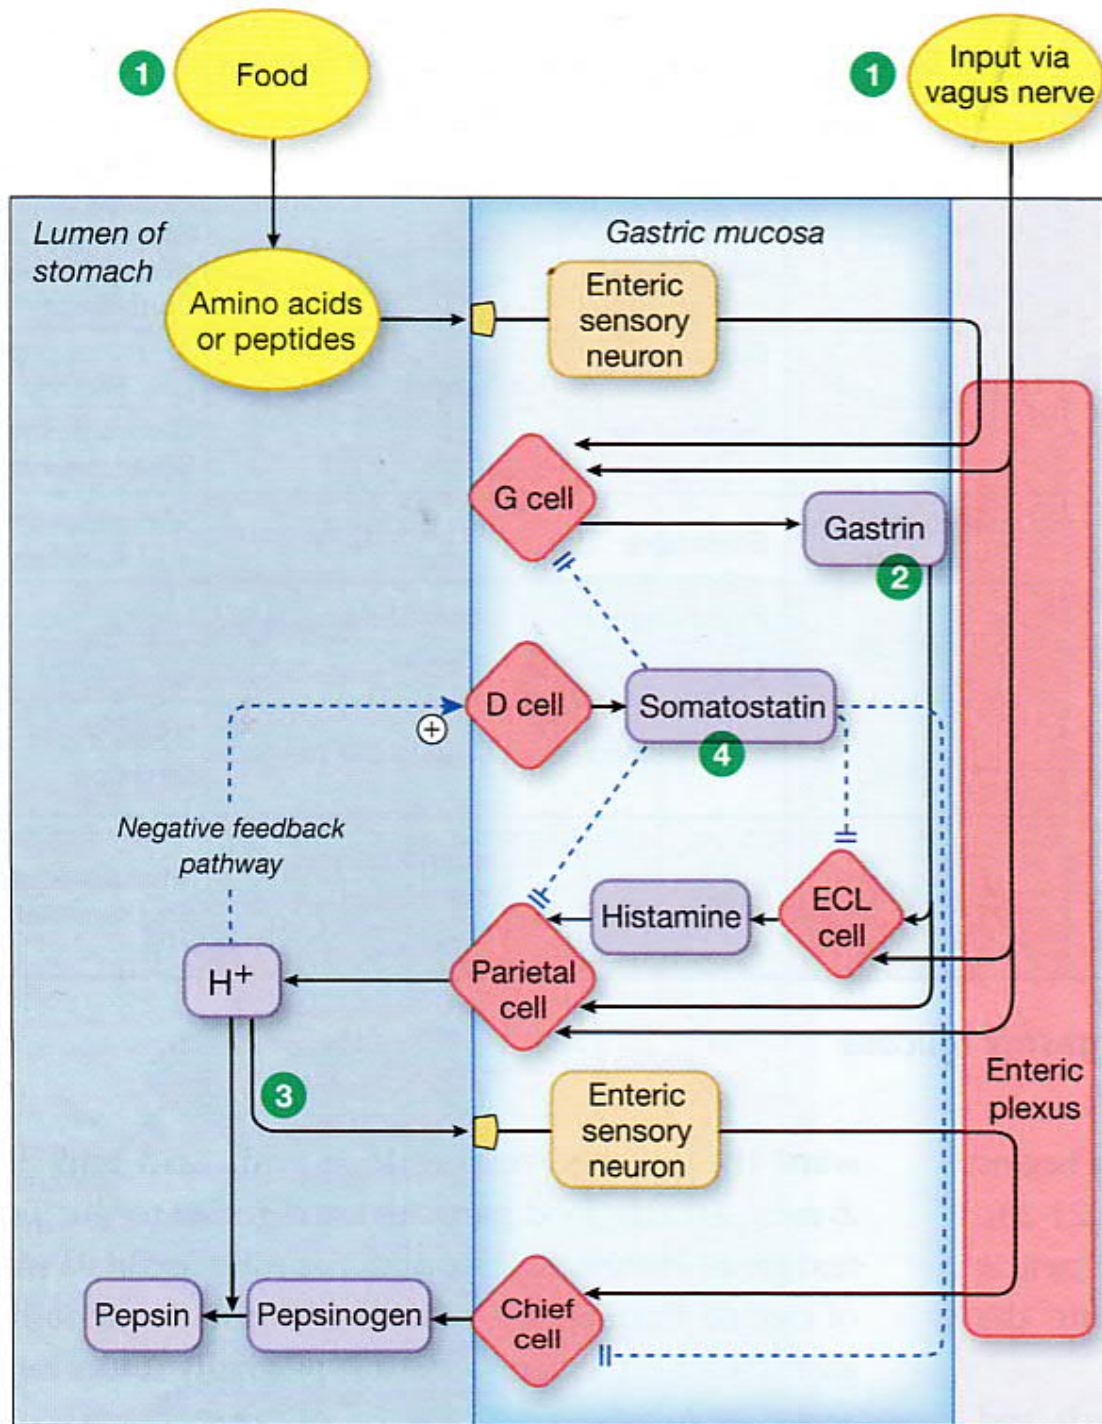 1
Food
1
Input via
vagus nerve
Lumen of
stomach
Gastric mucosa
Amino acids
or peptides
Enteric
sensory
neuron
G cell
Gastrin
2
D cell
Somatostatin
4
+
Negative feedback
pathway
Histamine
ECL
cell
H+
Parietal
cell
3
Enteric
sensory
neuron
Enteric
plexus
Pepsin
Pepsinogen
Chief
cell